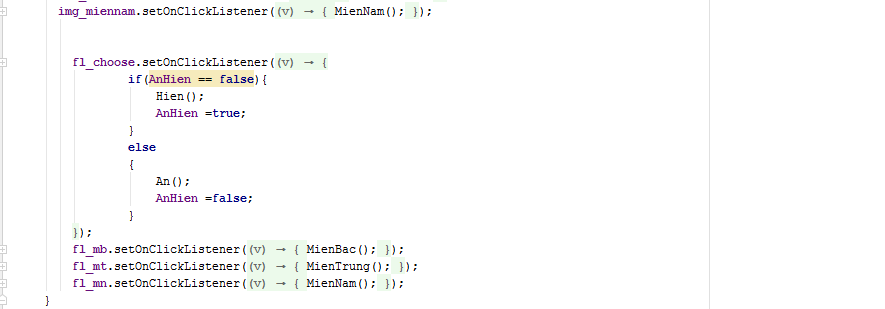 img_miennam.setOnClickListener((v) → { MienNam(); });
fl_choose.setOnClickListener((v) → {
if(AnHien == false){
Hien();
AnHien =true;
}
else
{
An();
AnHien =false;
}
});
fl_mb.setOnClickListener((v) → { MienBac(); });
fl_mt.setOnClickListener((v) → { MienTrung(); });
fl_mn.setOnClickListener((v) → { MienNam(); });
}